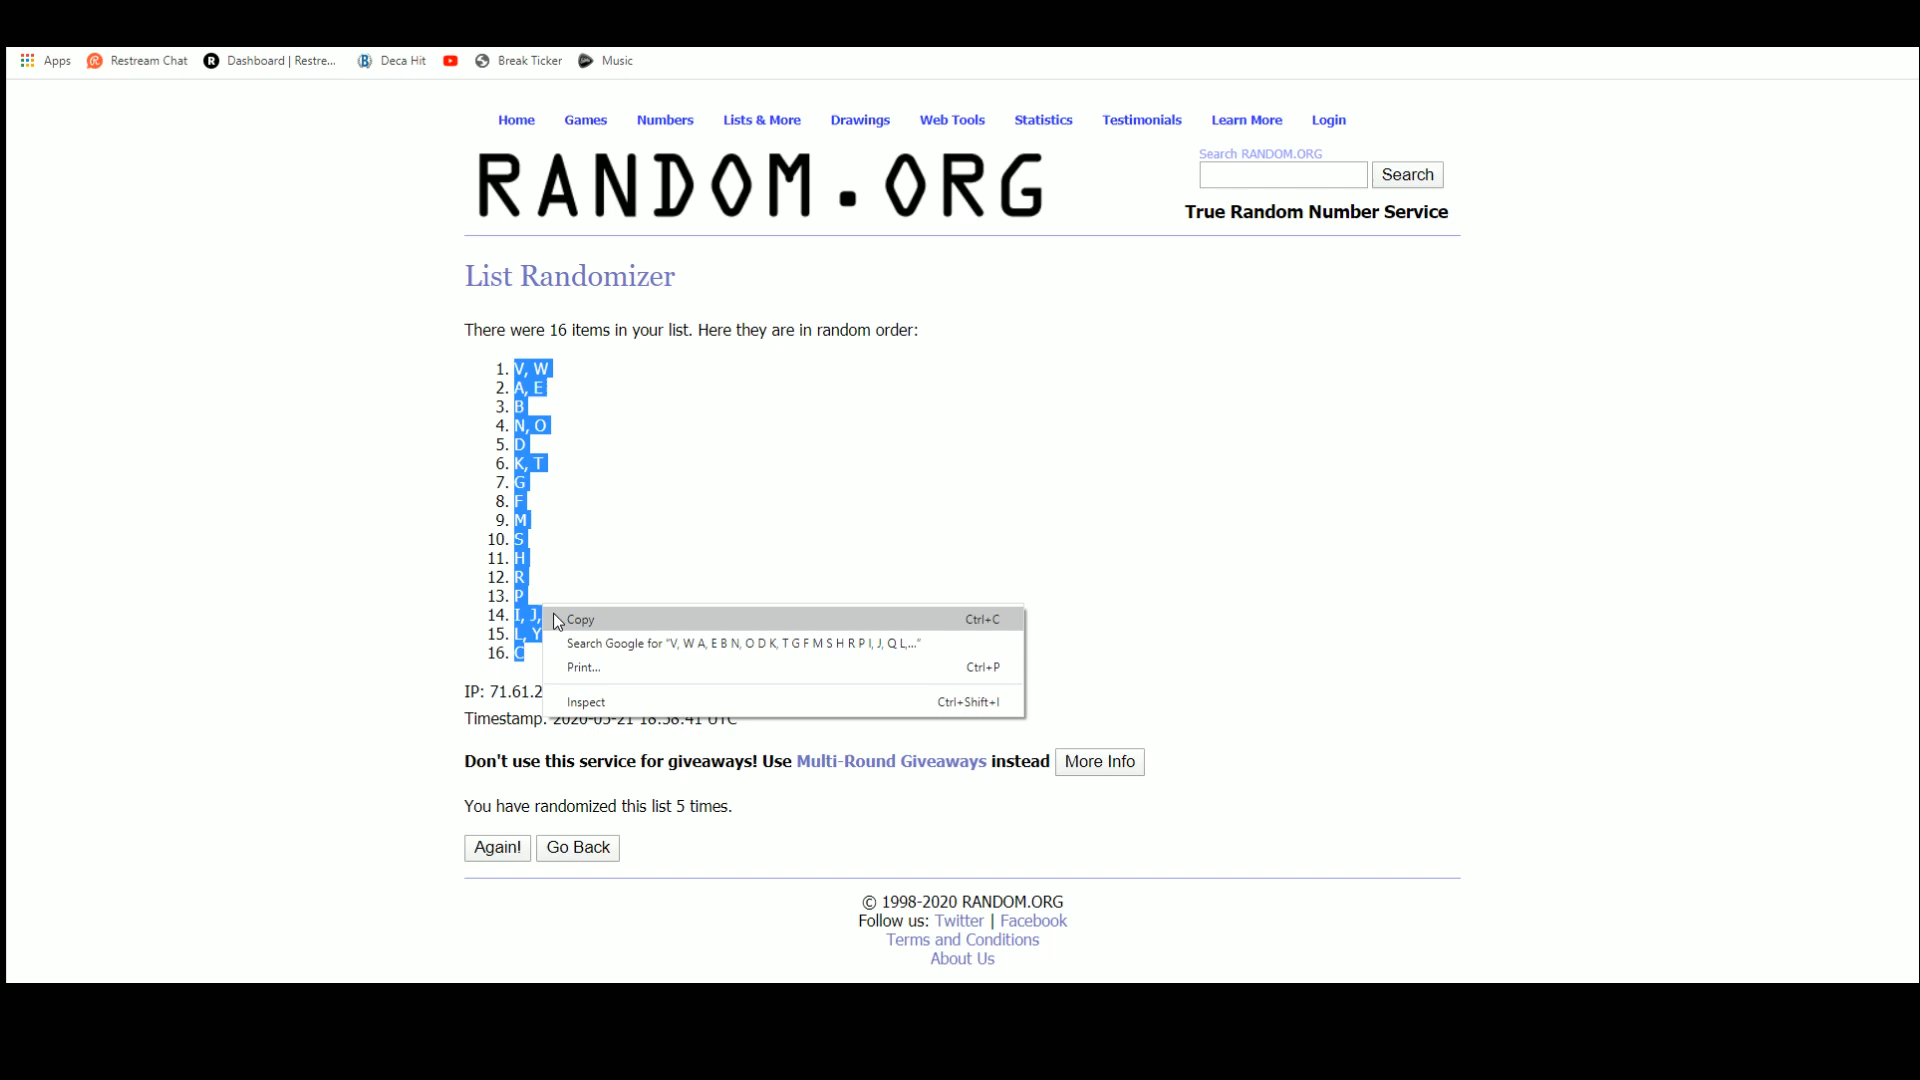 Apps Restream Chat Dashboard | Restre... Deca Hit Break Ticker Music
Home Games Numbers Lists & More Drawings Web Tools Statistics Testimonials Learn More Login
RANDOM.ORG
Search RANDOM.ORG
Search
True Random Number Service
List Randomizer
There were 16 items in your list. Here they are in random order:
1. V, W
2. A, E
3. B
4. N, O
5. D
6. K, T
7. G
8. F
9. M
10. S
11. H
12. R
13. P
14. I, J,
15. L, Y
16. C
Copy Ctrl+C
Search Google for "V, W A, E B N, O D K, T G F M S H R P I, J, Q L,..."
Print... Ctrl+P
Inspect Ctrl+Shift+I
IP: 71.61.2
Timestamp: UTC
Don't use this service for giveaways! Use Multi-Round Giveaways instead More Info
You have randomized this list 5 times.
Again! Go Back
© 1998-2020 RANDOM.ORG
Follow us: Twitter | Facebook
Terms and Conditions
About Us